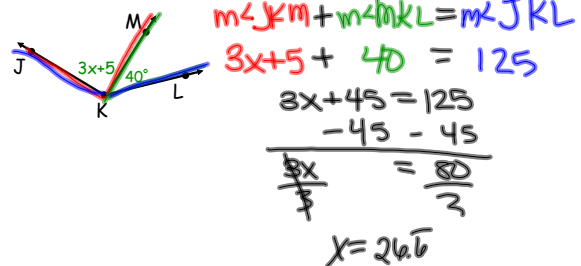 m<JKM + m<MKL = m<JKL
3x+5 + 40 = 125
3x+45 = 125
-45 - 45
3x = 80
3 3
x = 26.6̅
M
J
3x+5
40°
L
K